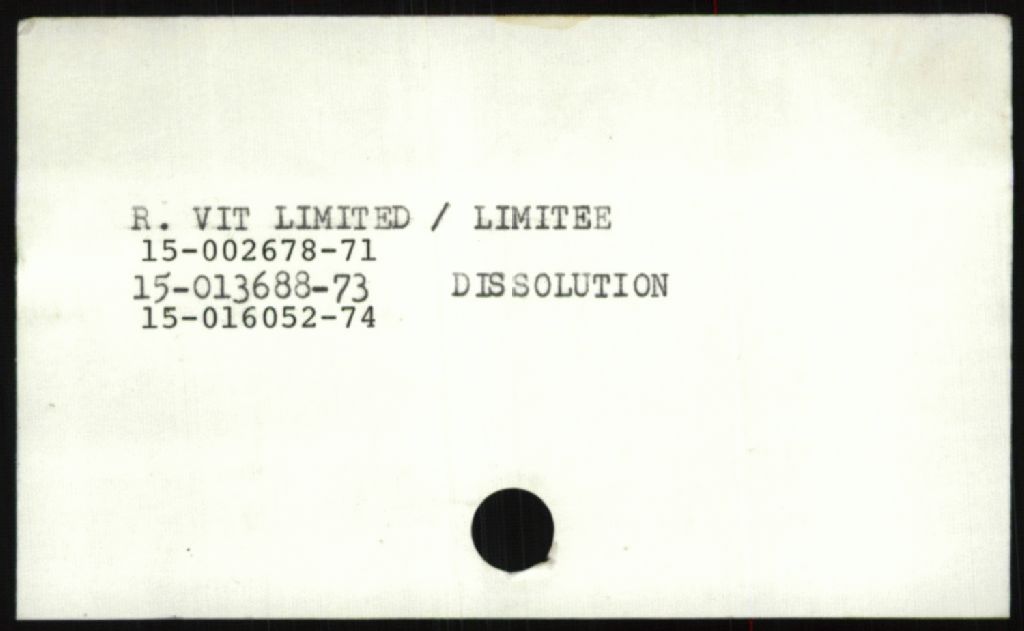 R. VIT LIMITED / LIMITEE
15-002678-71
15-013688-73 DISSOLUTION
15-016052-74